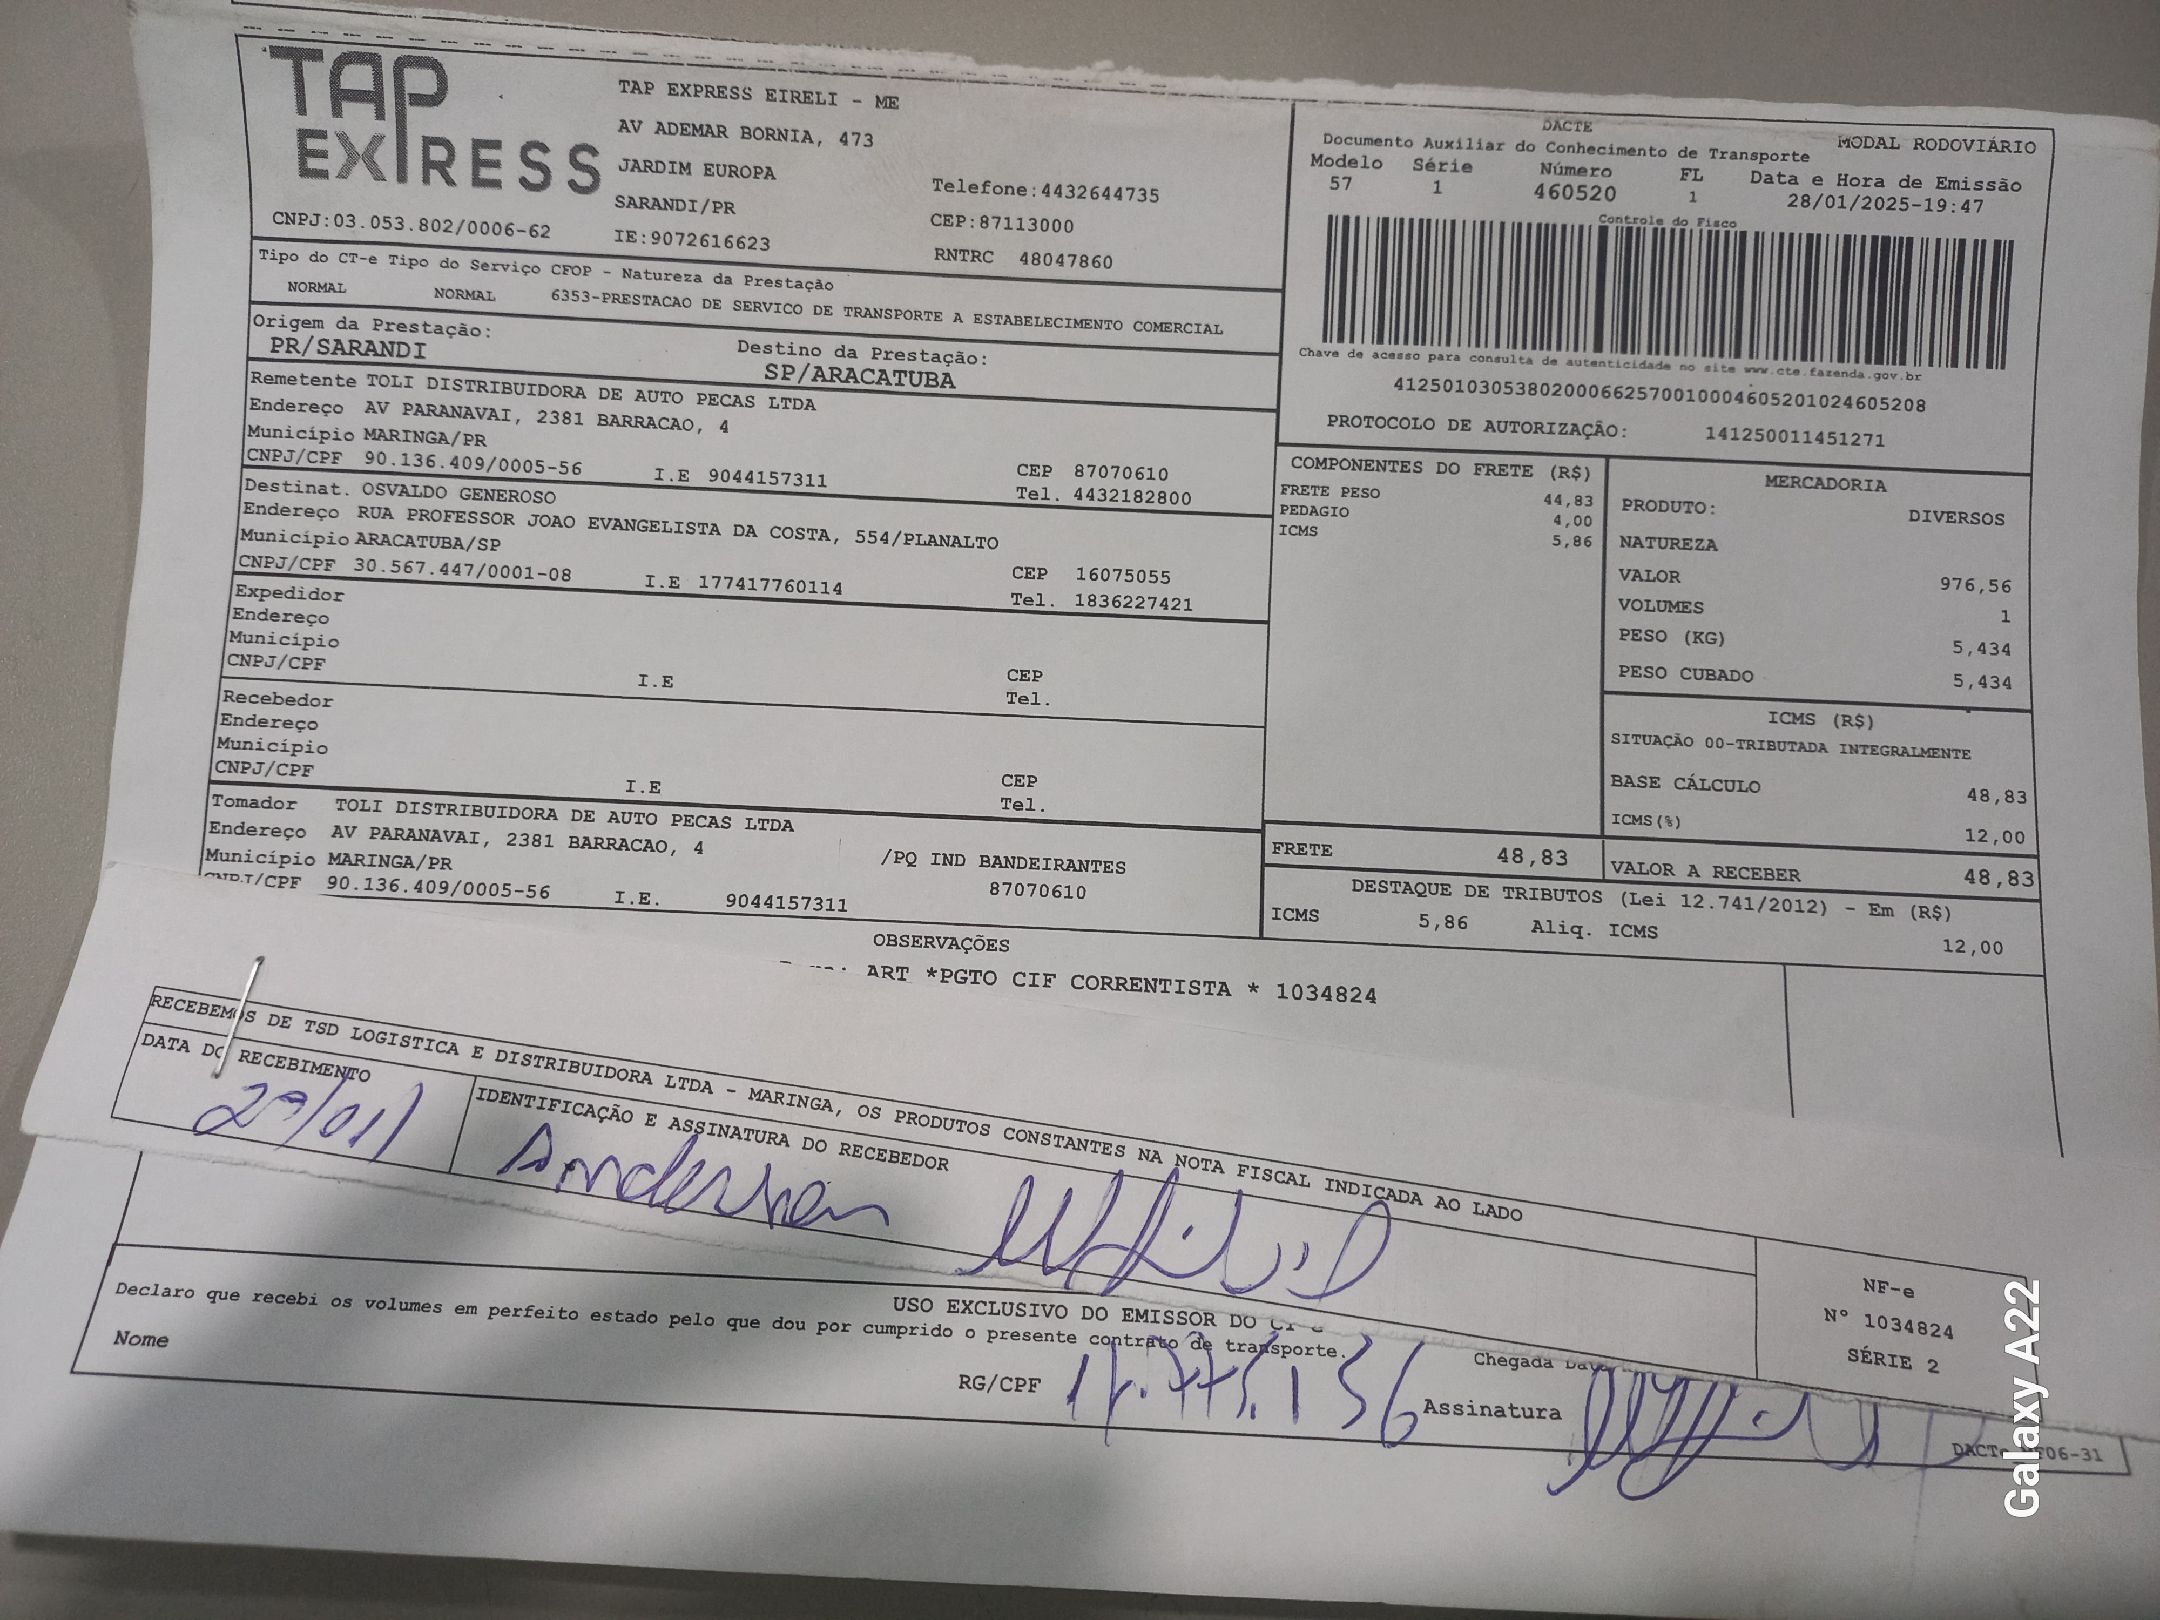 TAP EXPRESS
TAP EXPRESS EIRELI - ME
AV ADEMAR BORNIA, 473
JARDIM EUROPA
SARANDI/PR
Telefone:4432644735
CEP:87113000
CNPJ:03.053.802/0006-62
IE:9072616623
RNTRC 48047860
DACTE
Documento Auxiliar do Conhecimento de Transporte
MODAL RODOVIÁRIO
Modelo Série Número FL Data e Hora de Emissão
57 1 460520 1 28/01/2025-19:47
Controle do Fisco
Chave de acesso para consulta de autenticidade no site www.cte.fazenda.gov.br
41250103053802000662570010004605201024605208
PROTOCOLO DE AUTORIZAÇÃO: 141250011451271
Tipo do CT-e Tipo do Serviço CFOP - Natureza da Prestação
NORMAL NORMAL 6353-PRESTACAO DE SERVICO DE TRANSPORTE A ESTABELECIMENTO COMERCIAL
Origem da Prestação:
PR/SARANDI
Destino da Prestação:
SP/ARACATUBA
Remetente TOLI DISTRIBUIDORA DE AUTO PECAS LTDA
Endereço AV PARANAVAI, 2381 BARRACAO, 4
Município MARINGA/PR
CNPJ/CPF 90.136.409/0005-56 I.E 9044157311
CEP 87070610
Tel. 4432182800
Destinat. OSVALDO GENEROSO
Endereço RUA PROFESSOR JOAO EVANGELISTA DA COSTA, 554/PLANALTO
Município ARACATUBA/SP
CNPJ/CPF 30.567.447/0001-08 I.E 177417760114
CEP 16075055
Tel. 1836227421
Expedidor
Endereço
Município
CNPJ/CPF I.E
CEP
Tel.
Recebedor
Endereço
Município
CNPJ/CPF I.E
CEP
Tel.
Tomador TOLI DISTRIBUIDORA DE AUTO PECAS LTDA
Endereço AV PARANAVAI, 2381 BARRACAO, 4 /PQ IND BANDEIRANTES
Município MARINGA/PR 87070610
CNPJ/CPF 90.136.409/0005-56 I.E. 9044157311
COMPONENTES DO FRETE (R$)
FRETE PESO 44,83
PEDAGIO 4,00
ICMS 5,86
MERCADORIA
PRODUTO: DIVERSOS
NATUREZA
VALOR 976,56
VOLUMES 1
PESO (KG) 5,434
PESO CUBADO 5,434
ICMS (R$)
SITUAÇÃO 00-TRIBUTADA INTEGRALMENTE
BASE CÁLCULO 48,83
ICMS(%) 12,00
FRETE 48,83
VALOR A RECEBER 48,83
DESTAQUE DE TRIBUTOS (Lei 12.741/2012) - Em (R$)
ICMS 5,86 Aliq. ICMS 12,00
OBSERVAÇÕES
ART *PGTO CIF CORRENTISTA * 1034824
RECEBEMOS DE TSD LOGISTICA E DISTRIBUIDORA LTDA - MARINGA, OS PRODUTOS CONSTANTES NA NOTA FISCAL INDICADA AO LADO
DATA DO RECEBIMENTO
29/01/
IDENTIFICAÇÃO E ASSINATURA DO RECEBEDOR
Anderson
NF-e
Nº 1034824
SÉRIE 2
USO EXCLUSIVO DO EMISSOR DO
Declaro que recebi os volumes em perfeito estado pelo que dou por cumprido o presente contrato de transporte.
Nome
RG/CPF
Chegada
Assinatura
Galaxy A22